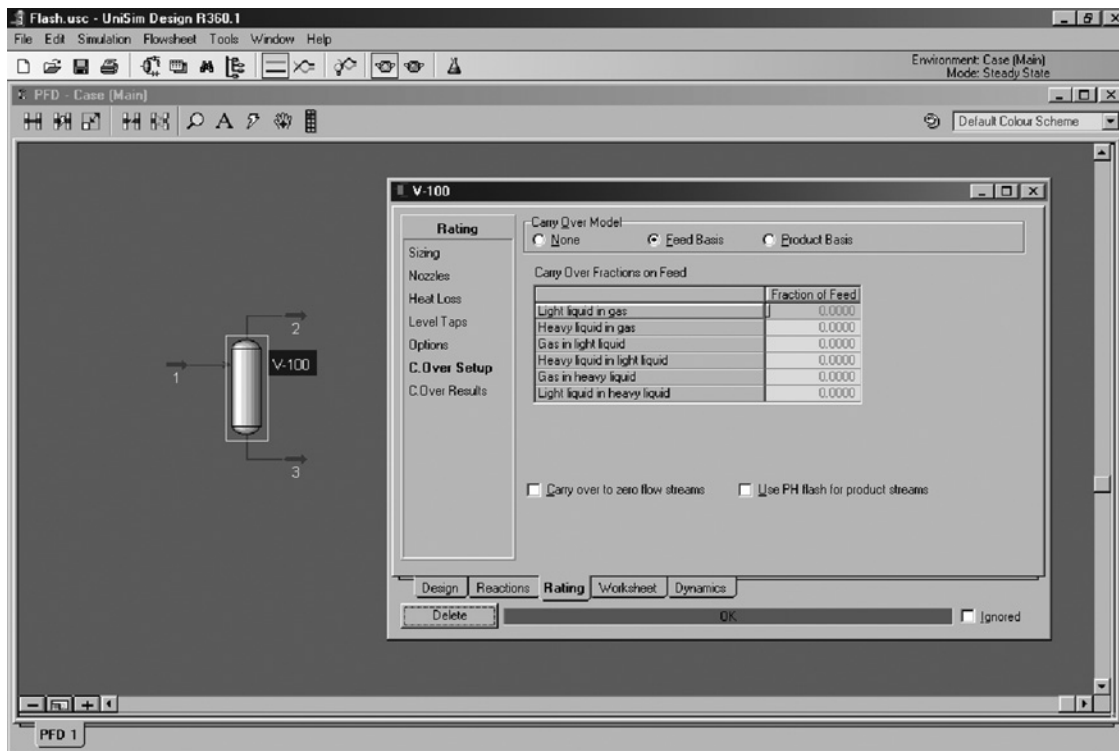 Flash.usc - UniSim Design R360.1
File Edit Simulation Flowsheet Tools Window Help
Environment: Case (Main)
Mode: Steady State
PFD - Case (Main)
Default Colour Scheme
V-100
Rating
Sizing
Nozzles
Heat Loss
Level Taps
Options
C.Over Setup
C.Over Results
Carry Over Model
None Feed Basis Product Basis
Carry Over Fractions on Feed
Fraction of Feed
Light liquid in gas 0.0000
Heavy liquid in gas 0.0000
Gas in light liquid 0.0000
Heavy liquid in light liquid 0.0000
Gas in heavy liquid 0.0000
Light liquid in heavy liquid 0.0000
Carry over to zero flow streams Use PH flash for product streams
Design Reactions Rating Worksheet Dynamics
Delete OK Ignored
1
2
V-100
3
PFD 1